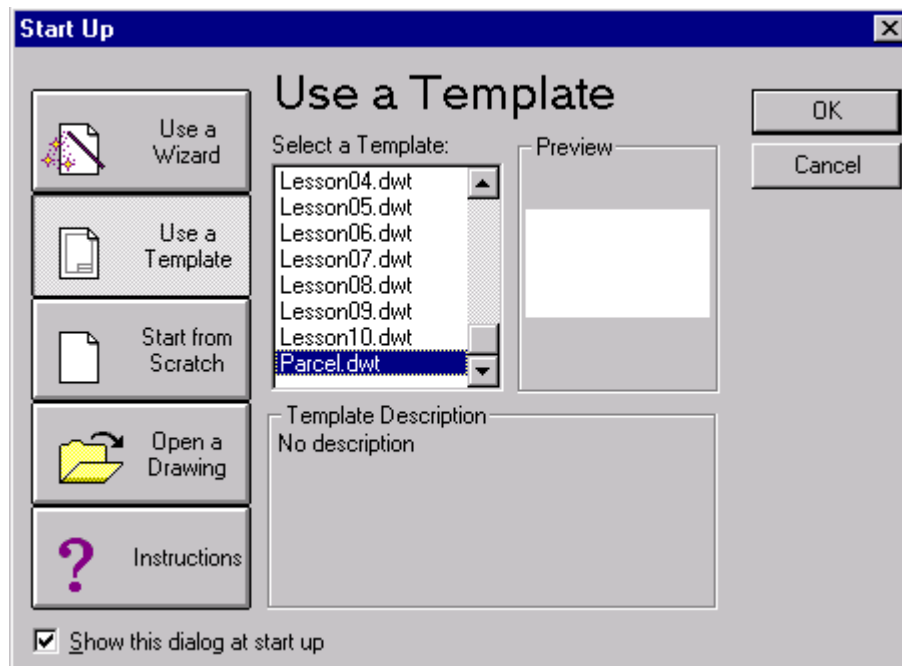 Start Up
Use a
Wizard
Use a
Template
Start from
Scratch
Open a
Drawing
Instructions
Use a Template
Select a Template:
Lesson04.dwt
Lesson05.dwt
Lesson06.dwt
Lesson07.dwt
Lesson08.dwt
Lesson09.dwt
Lesson10.dwt
Parcel.dwt
Preview
Template Description
No description
OK
Cancel
Show this dialog at start up